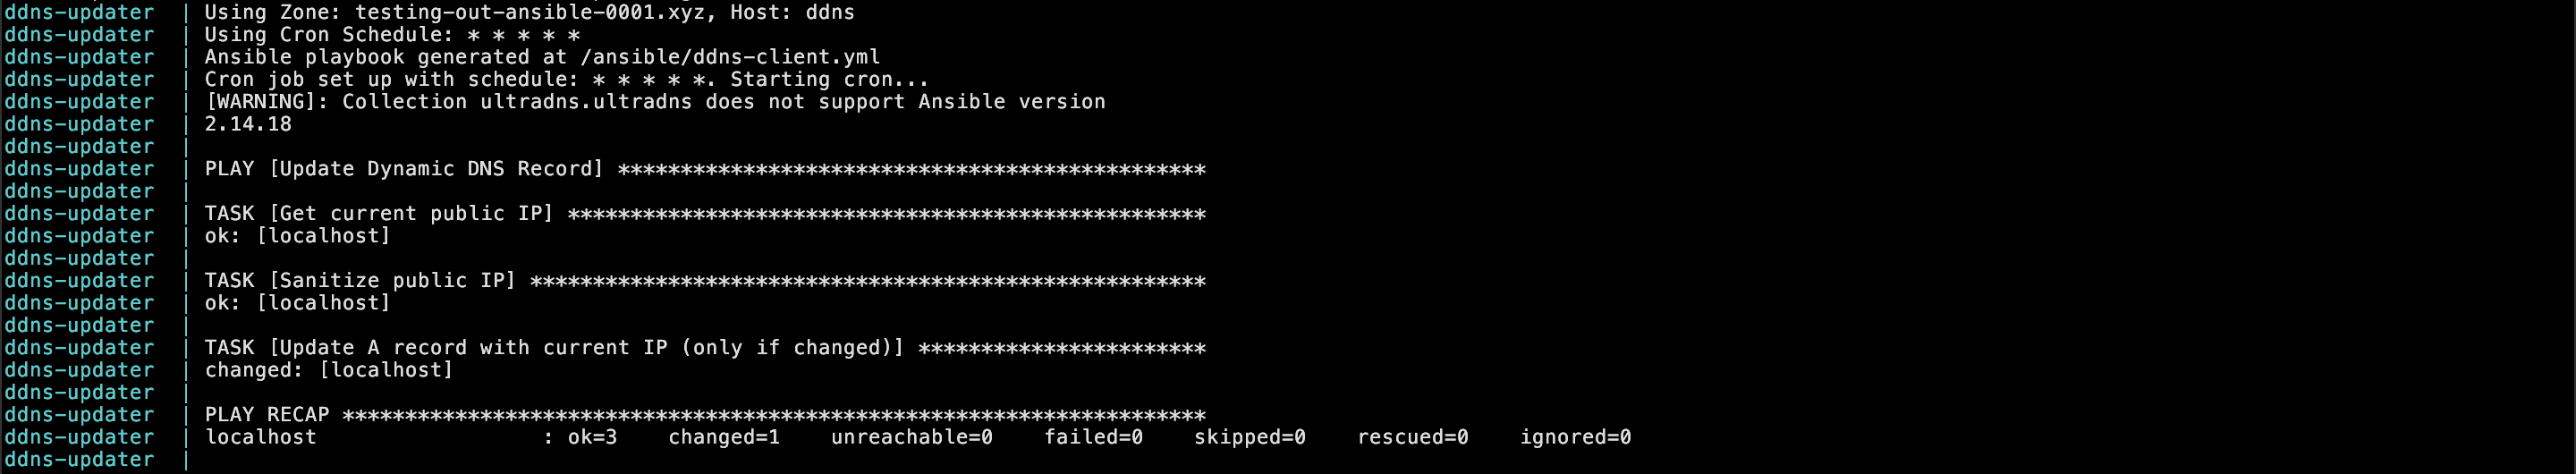 ddns-updater | Using Zone: testing-out-ansible-0001.xyz, Host: ddns
ddns-updater | Using Cron Schedule: * * * * *
ddns-updater | Ansible playbook generated at /ansible/ddns-client.yml
ddns-updater | Cron job set up with schedule: * * * * *. Starting cron...
ddns-updater | [WARNING]: Collection ultradns.ultradns does not support Ansible version
ddns-updater | 2.14.18
ddns-updater |
ddns-updater | PLAY [Update Dynamic DNS Record] ***********************************************
ddns-updater |
ddns-updater | TASK [Get current public IP] ***************************************************
ddns-updater | ok: [localhost]
ddns-updater |
ddns-updater | TASK [Sanitize public IP] ******************************************************
ddns-updater | ok: [localhost]
ddns-updater |
ddns-updater | TASK [Update A record with current IP (only if changed)] ***********************
ddns-updater | changed: [localhost]
ddns-updater |
ddns-updater | PLAY RECAP *********************************************************************
ddns-updater | localhost                  : ok=3    changed=1    unreachable=0    failed=0    skipped=0    rescued=0    ignored=0
ddns-updater |